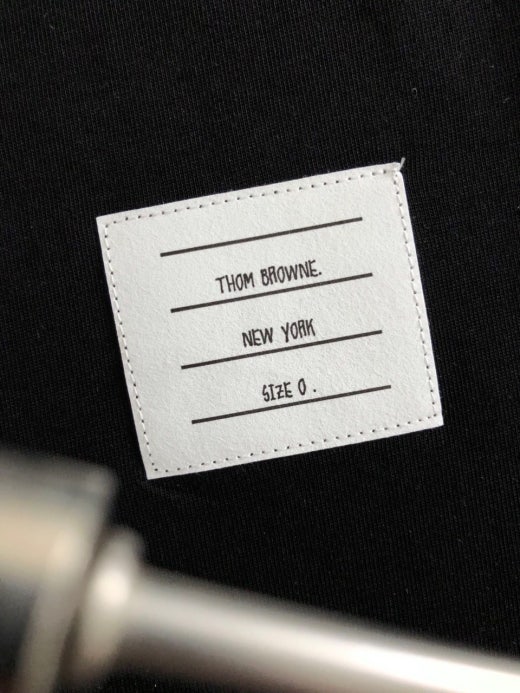 THOM BROWNE.
NEW YORK
SIZE 0 .